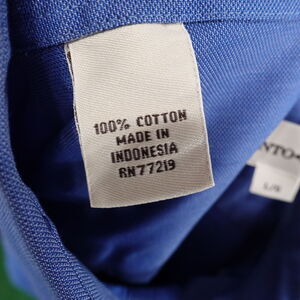 100% COTTON
MADE IN
INDONESIA
RN77219